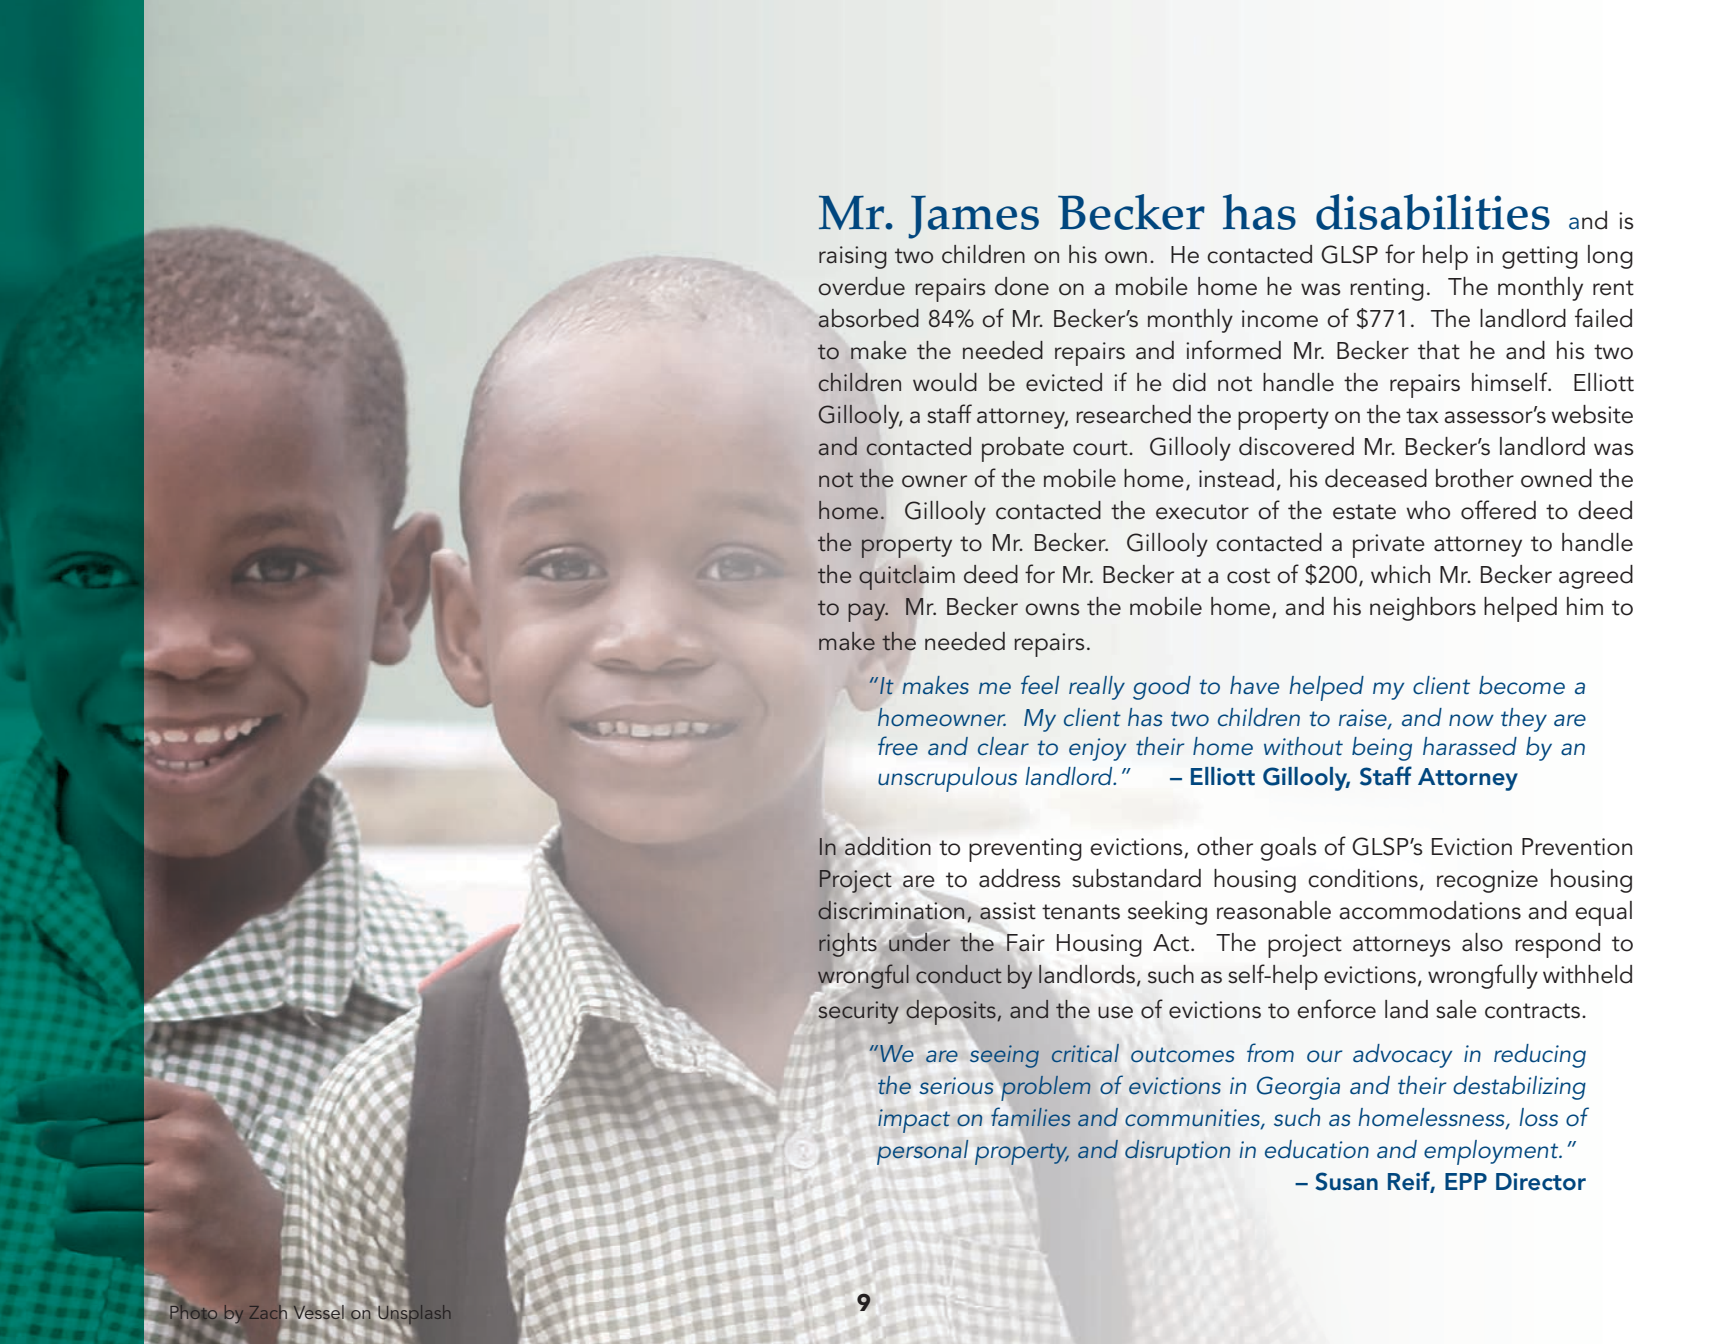 Mr. James Becker has disabilities and is
raising two children on his own.  He contacted GLSP for help in getting long
overdue repairs done on a mobile home he was renting.  The monthly rent
absorbed 84% of Mr. Becker’s monthly income of $771.  The landlord failed
to make the needed repairs and informed Mr. Becker that he and his two
children would be evicted if he did not handle the repairs himself.  Elliott
Gillooly, a staff attorney, researched the property on the tax assessor’s website
and contacted probate court.  Gillooly discovered Mr. Becker’s landlord was
not the owner of the mobile home, instead, his deceased brother owned the
home.  Gillooly contacted the executor of the estate who offered to deed
the property to Mr. Becker.  Gillooly contacted a private attorney to handle
the quitclaim deed for Mr. Becker at a cost of $200, which Mr. Becker agreed
to pay.  Mr. Becker owns the mobile home, and his neighbors helped him to
make the needed repairs.
“It makes me feel really good to have helped my client become a
homeowner.  My client has two children to raise, and now they are
free and clear to enjoy their home without being harassed by an
unscrupulous landlord.”    – Elliott Gillooly, Staff Attorney
In addition to preventing evictions, other goals of GLSP’s Eviction Prevention
Project are to address substandard housing conditions, recognize housing
discrimination, assist tenants seeking reasonable accommodations and equal
rights under the Fair Housing Act.  The project attorneys also respond to
wrongful conduct by landlords, such as self-help evictions, wrongfully withheld
security deposits, and the use of evictions to enforce land sale contracts.
“We are seeing critical outcomes from our advocacy in reducing
the serious problem of evictions in Georgia and their destabilizing
impact on families and communities, such as homelessness, loss of
personal property, and disruption in education and employment.”
– Susan Reif, EPP Director
Photo by Zach Vessel on Unsplash
9